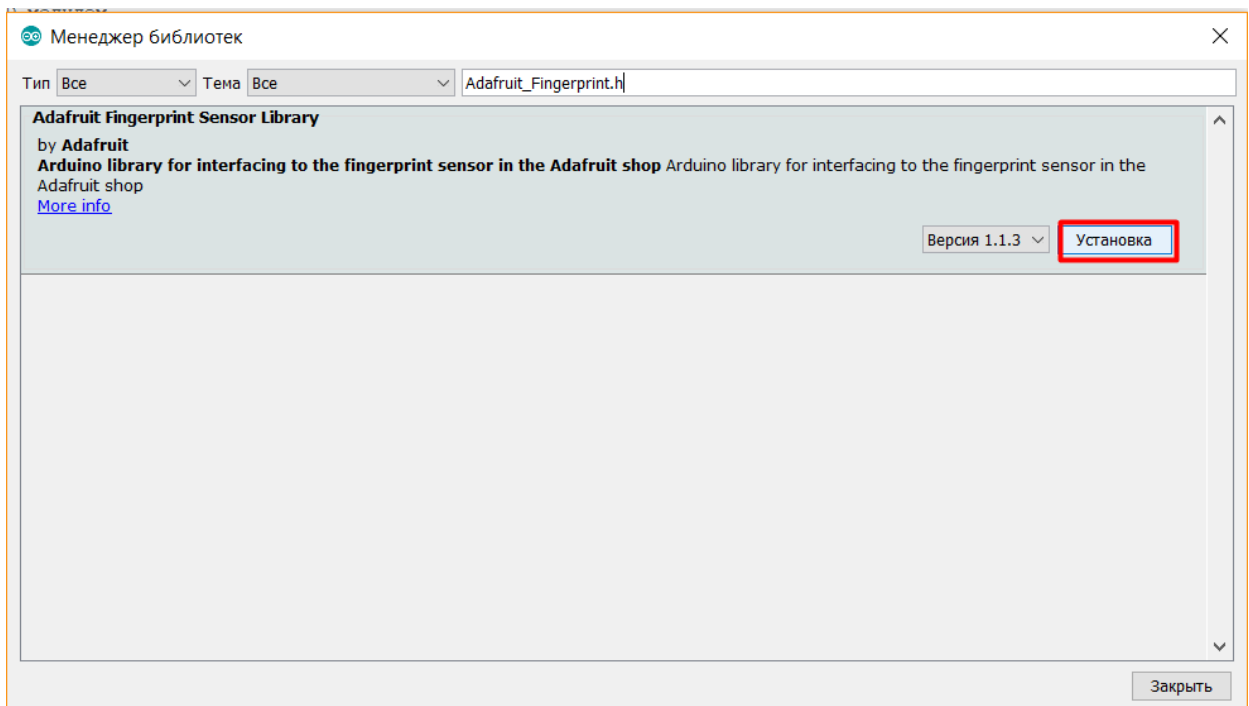 Менеджер библиотек
Тип Все Тема Все Adafruit_Fingerprint.h
Adafruit Fingerprint Sensor Library
by Adafruit
Arduino library for interfacing to the fingerprint sensor in the Adafruit shop Arduino library for interfacing to the fingerprint sensor in the
Adafruit shop
More info
Версия 1.1.3 Установка
Закрыть